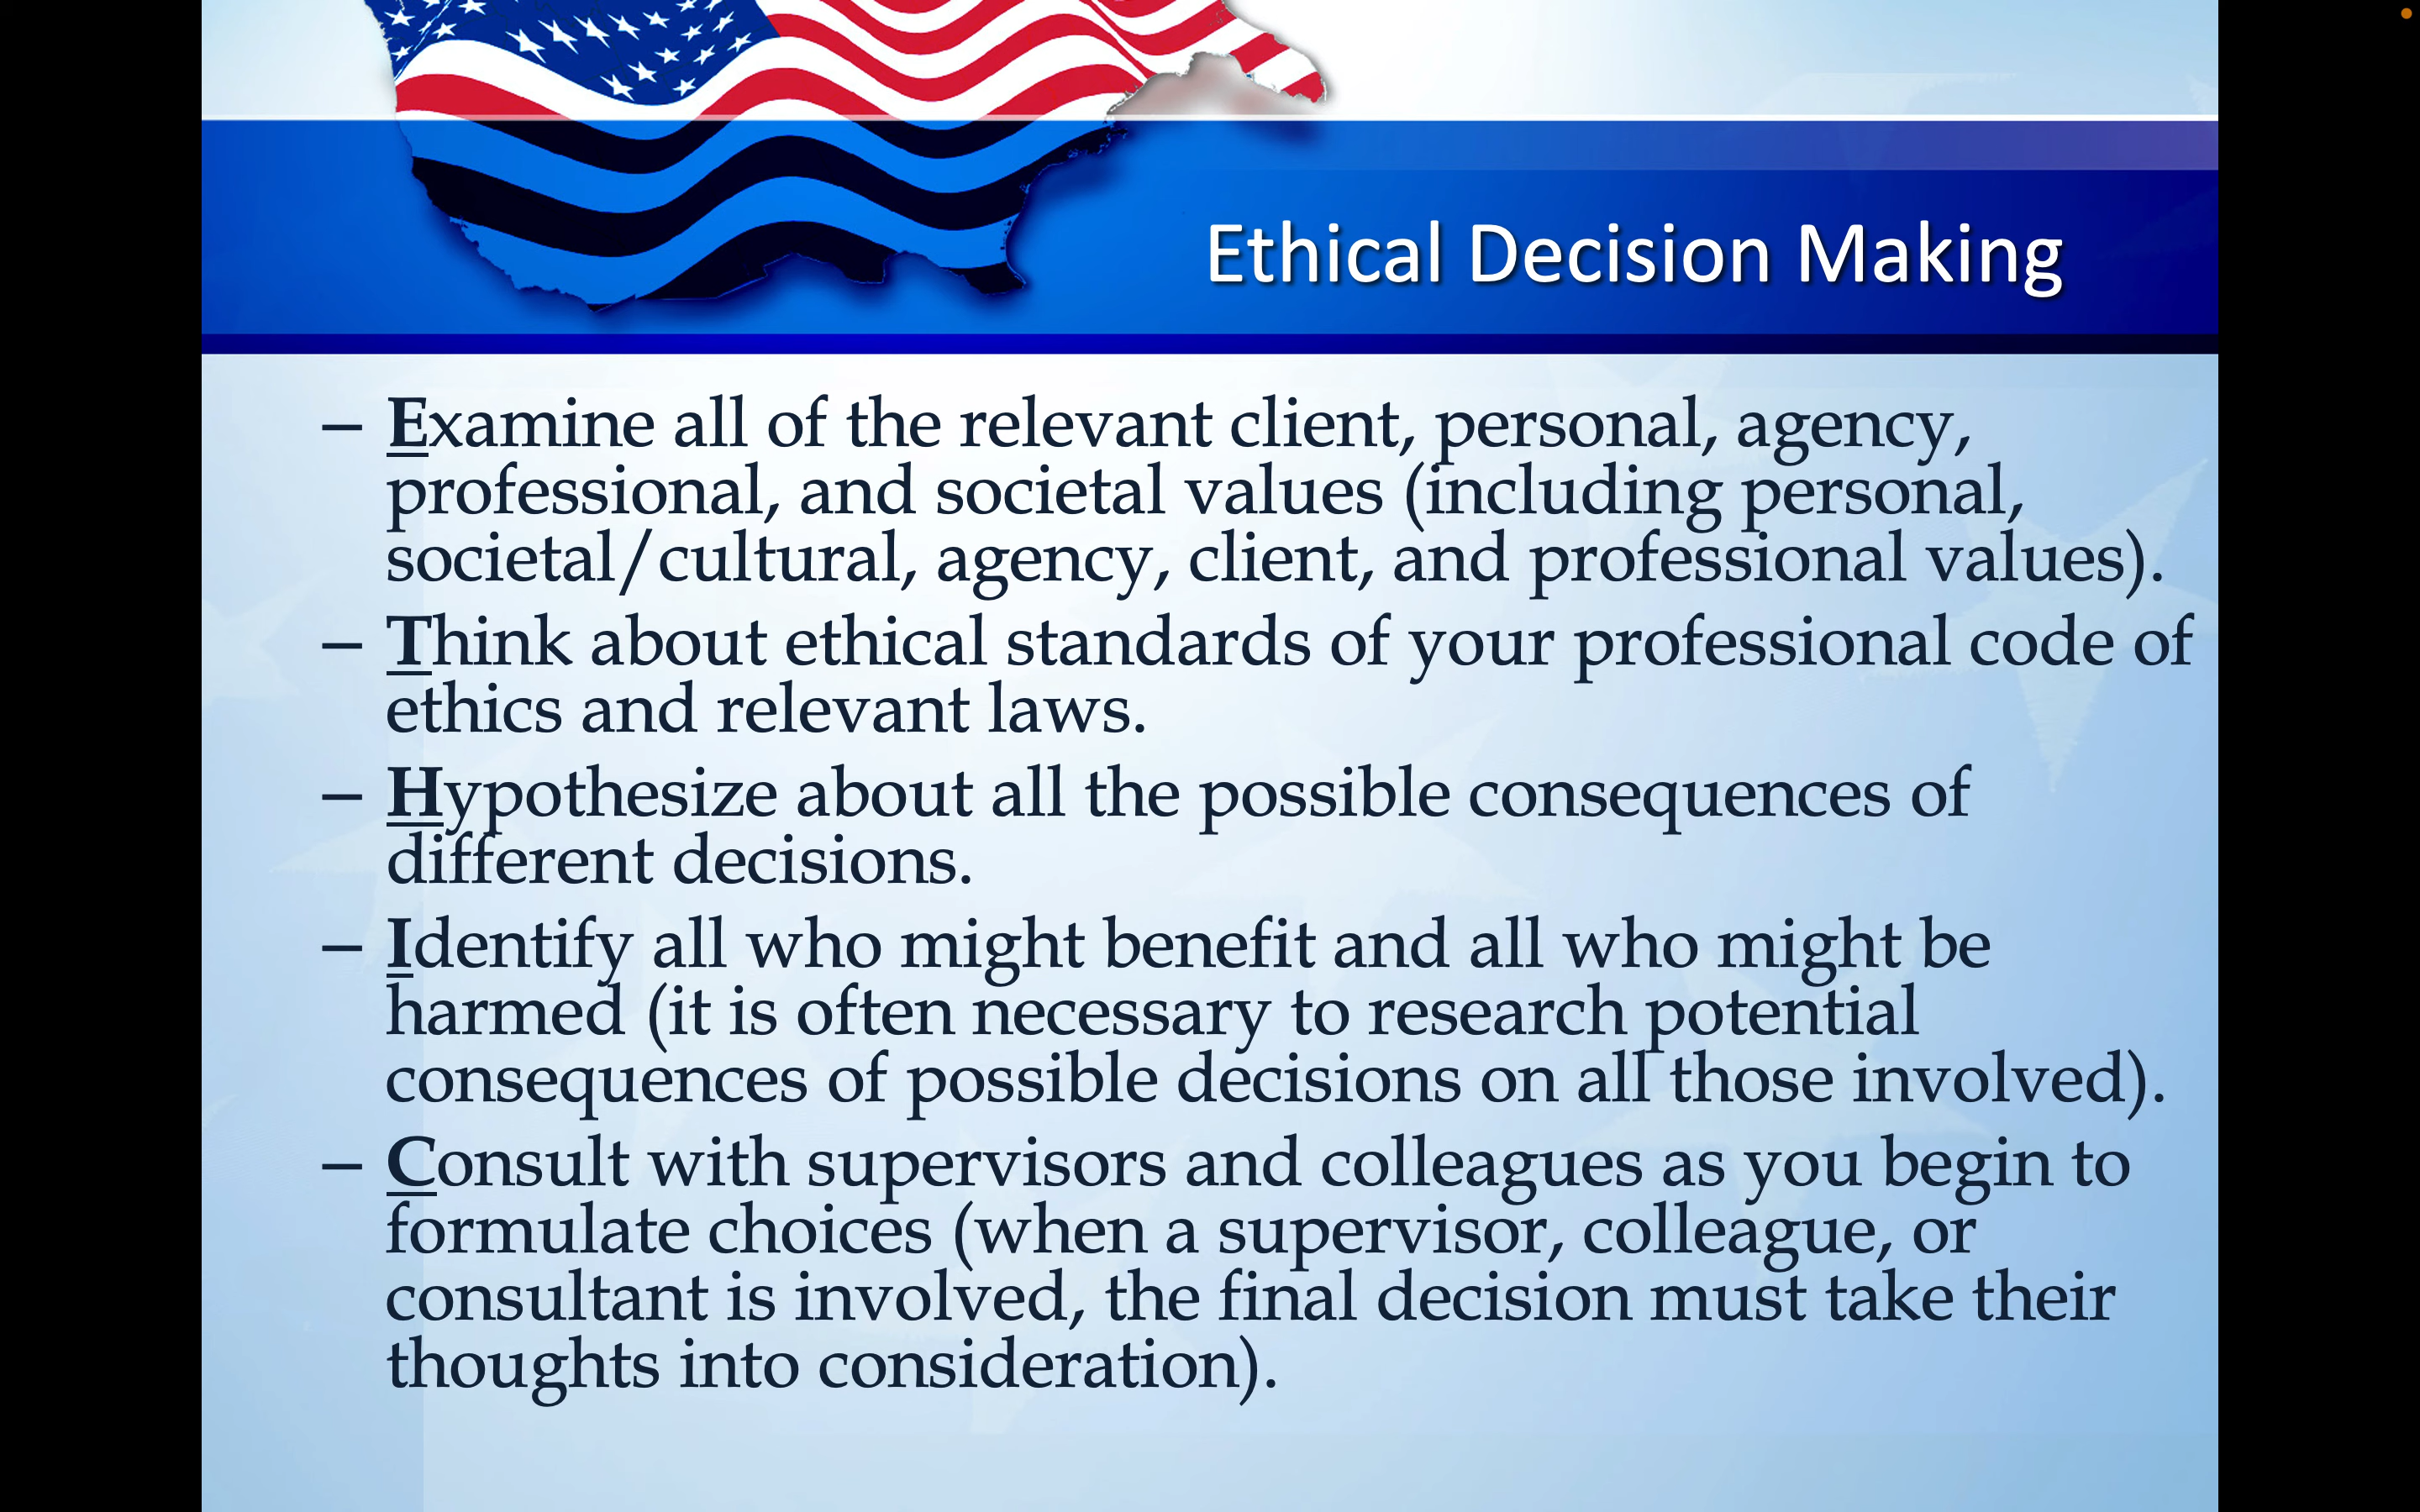 Ethical Decision Making
– Examine all of the relevant client, personal, agency,
professional, and societal values (including personal,
societal/cultural, agency, client, and professional values).
– Think about ethical standards of your professional code of
ethics and relevant laws.
– Hypothesize about all the possible consequences of
different decisions.
– Identify all who might benefit and all who might be
harmed (it is often necessary to research potential
consequences of possible decisions on all those involved).
– Consult with supervisors and colleagues as you begin to
formulate choices (when a supervisor, colleague, or
consultant is involved, the final decision must take their
thoughts into consideration).